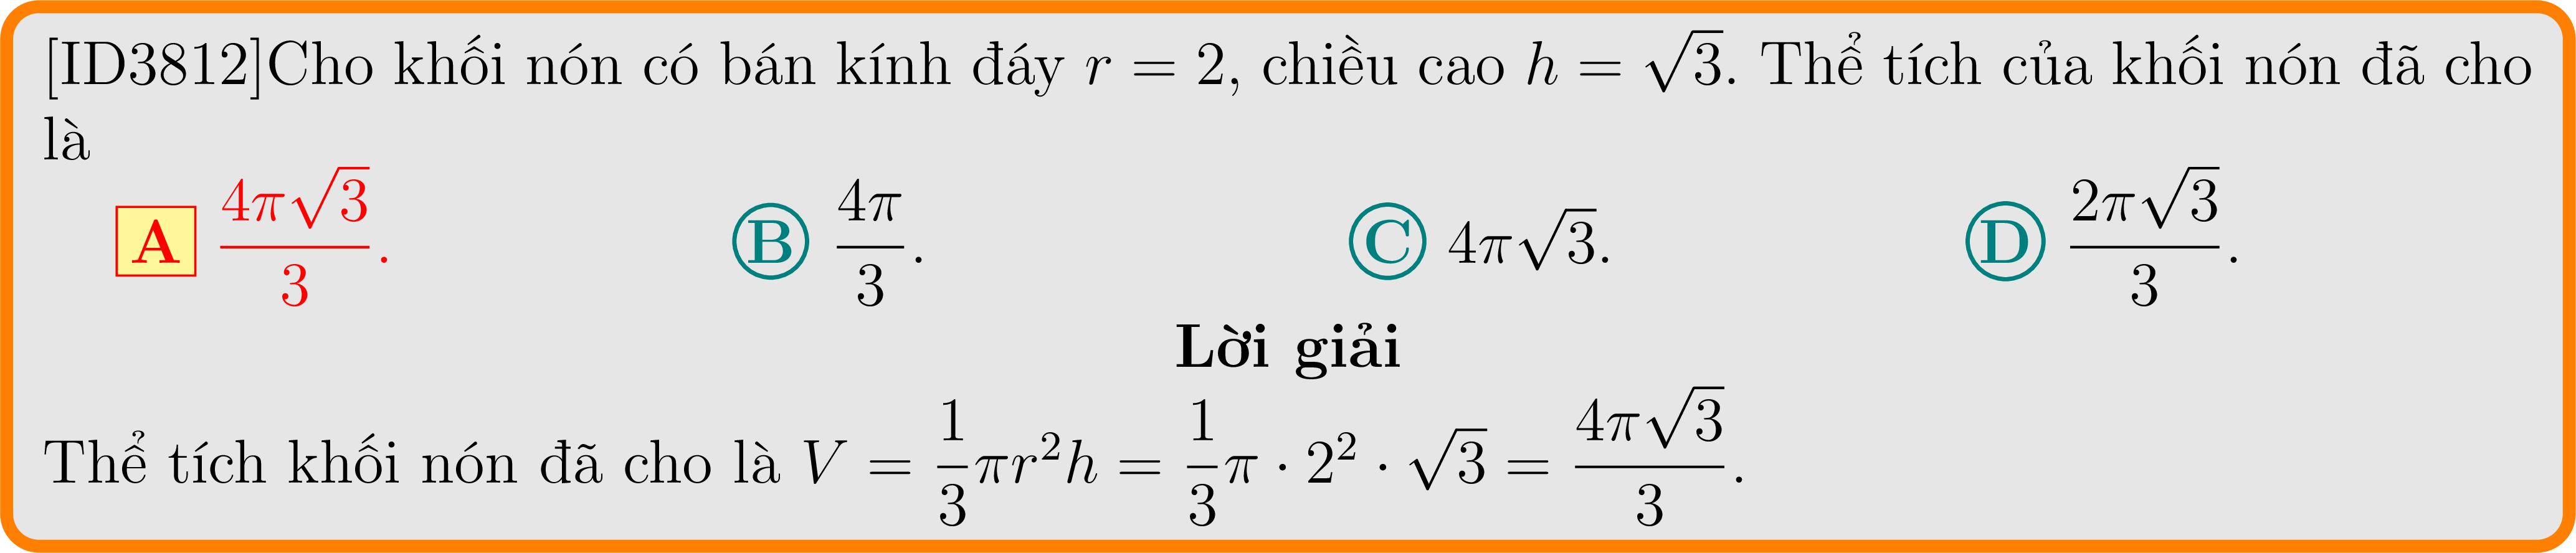 [ID3812]Cho khối nón có bán kính đáy $r = 2$, chiều cao $h = \sqrt{3}$. Thể tích của khối nón đã cho
là
A $\frac{4\pi\sqrt{3}}{3}$. B $\frac{4\pi}{3}$. C $4\pi\sqrt{3}$. D $\frac{2\pi\sqrt{3}}{3}$.
Lời giải
Thể tích khối nón đã cho là $V = \frac{1}{3}\pi r^2 h = \frac{1}{3}\pi \cdot 2^2 \cdot \sqrt{3} = \frac{4\pi\sqrt{3}}{3}$.